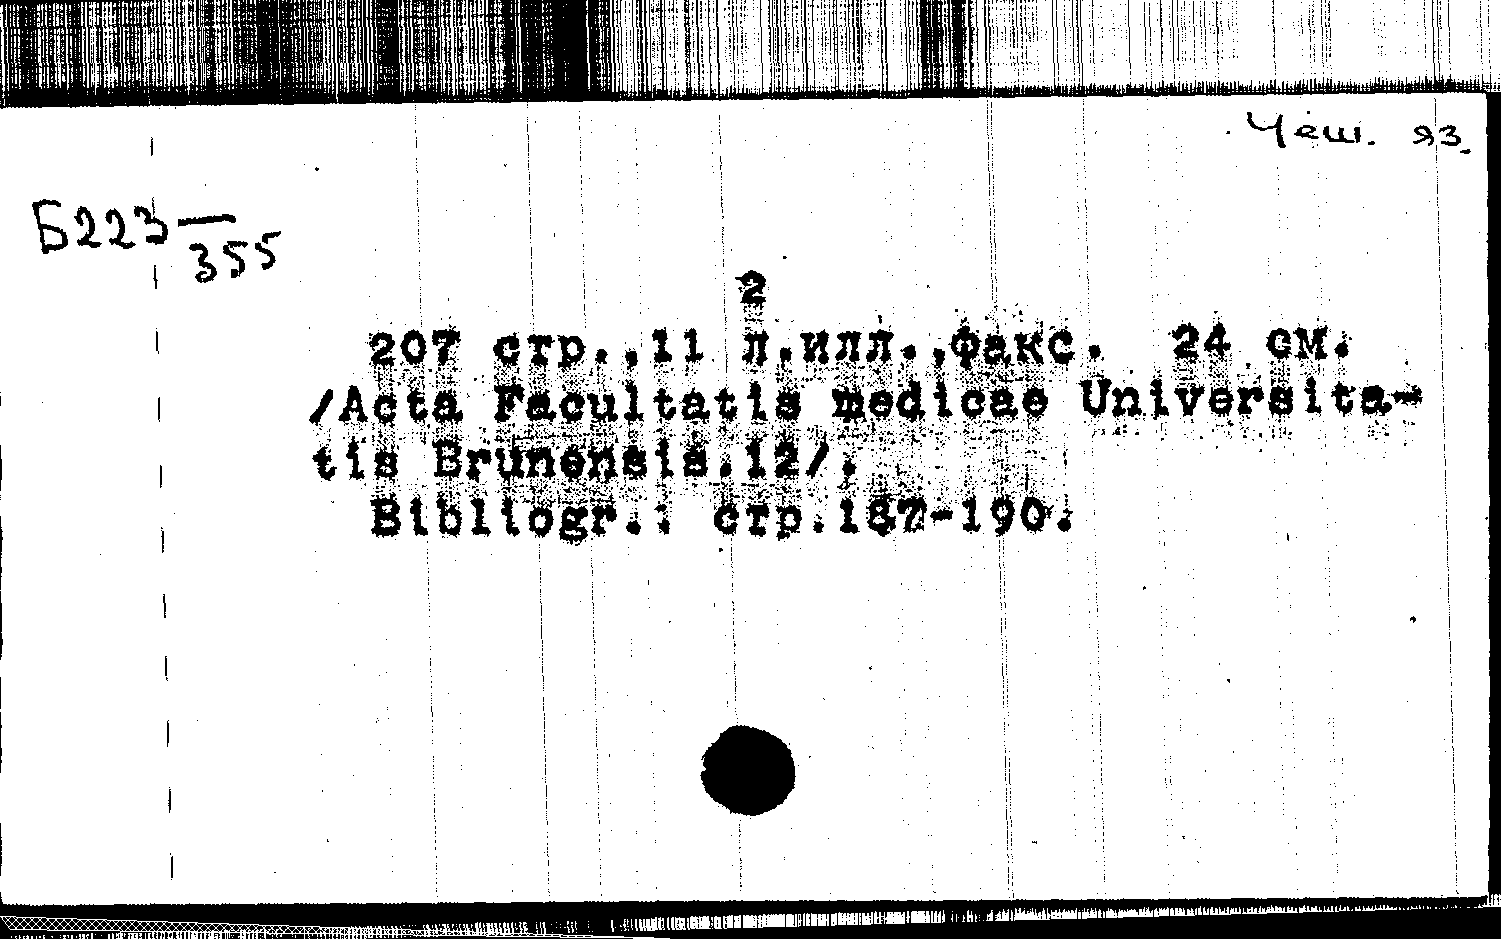 Чеш. яз.
Б223—
355
2
207 стр.,11 л.илл.,факс. 24 см.
/Acta Facultatis medicae Universita-
tis Brunensis.12/.
Bibliogr.: стр.187-190.